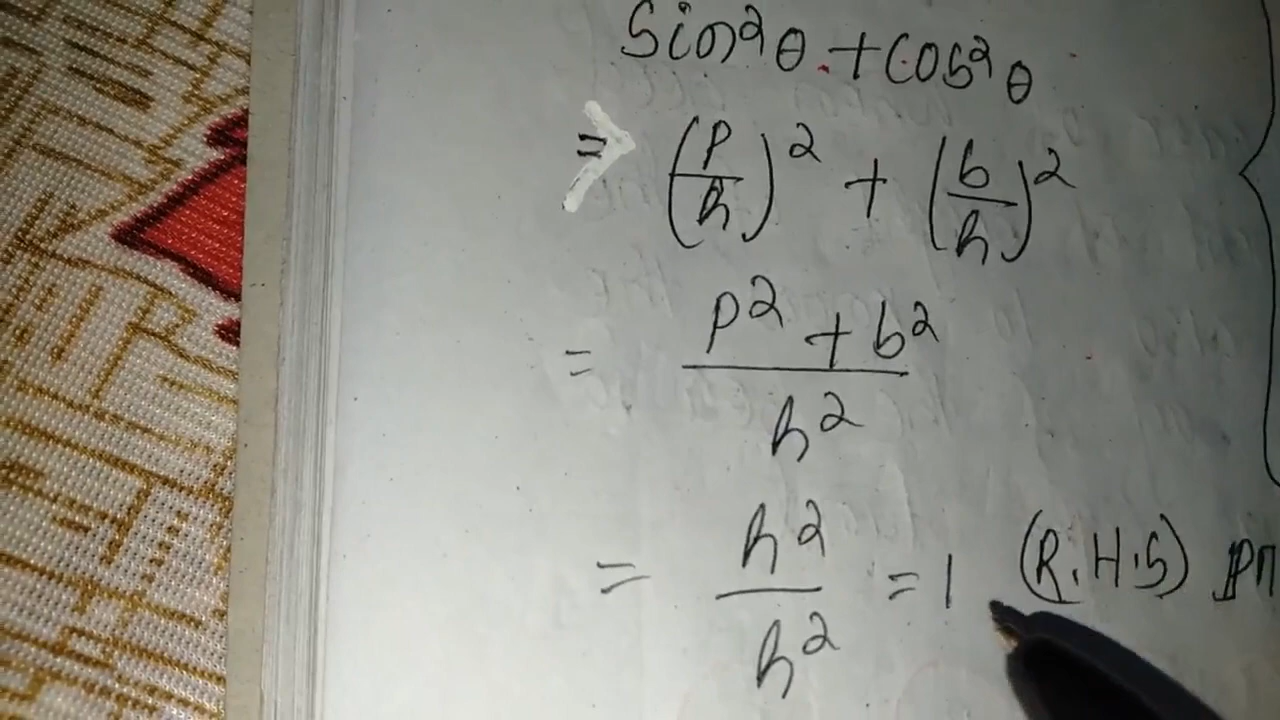 Sin²θ + Cos²θ
⇒ (p/h)² + (b/h)²
= p² + b² / h²
= h²/h² = 1 (R.H.S)